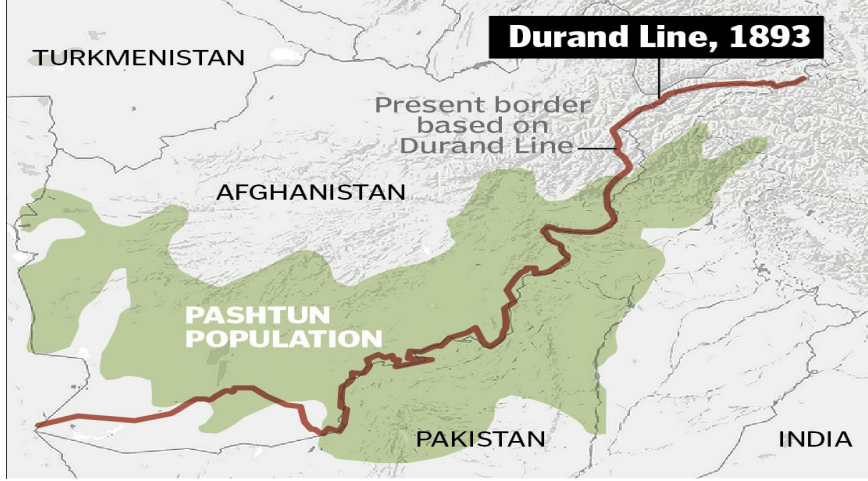 Durand Line, 1893
TURKMENISTAN
Present border
based on
Durand Line
AFGHANISTAN
PASHTUN
POPULATION
PAKISTAN
INDIA